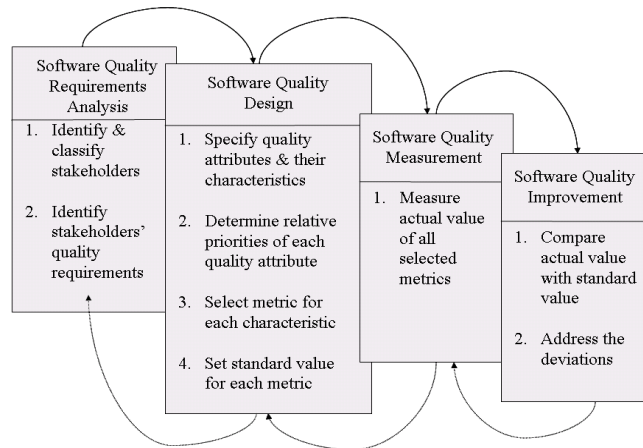 Software Quality
Requirements
Analysis
1. Identify &
classify
stakeholders
2. Identify
stakeholders'
quality
requirements
Software Quality
Design
1. Specify quality
attributes & their
characteristics
2. Determine relative
priorities of each
quality attribute
3. Select metric for
each characteristic
4. Set standard value
for each metric
Software Quality
Measurement
1. Measure
actual value
of all
selected
metrics
Software Quality
Improvement
1. Compare
actual value
with standard
value
2. Address the
deviations